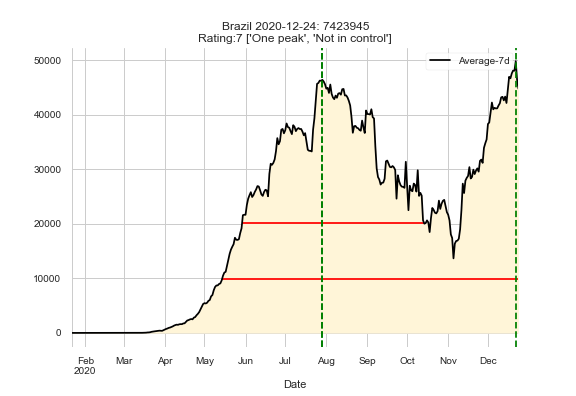 Brazil 2020-12-24: 7423945
Rating:7 ['One peak', 'Not in control']
Average-7d
50000
40000
30000
20000
10000
0
Feb Mar Apr May Jun Jul Aug Sep Oct Nov Dec
2020
Date